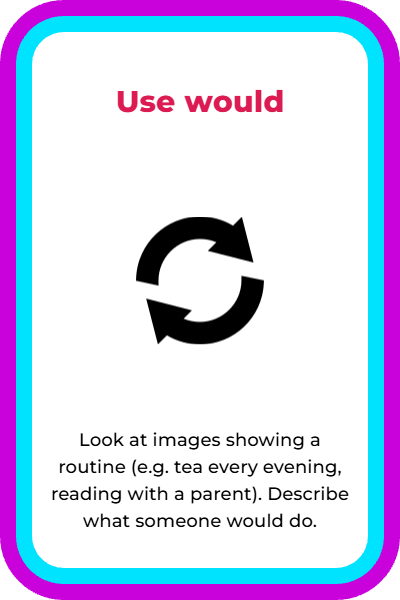 Use would
Look at images showing a
routine (e.g. tea every evening,
reading with a parent). Describe
what someone would do.